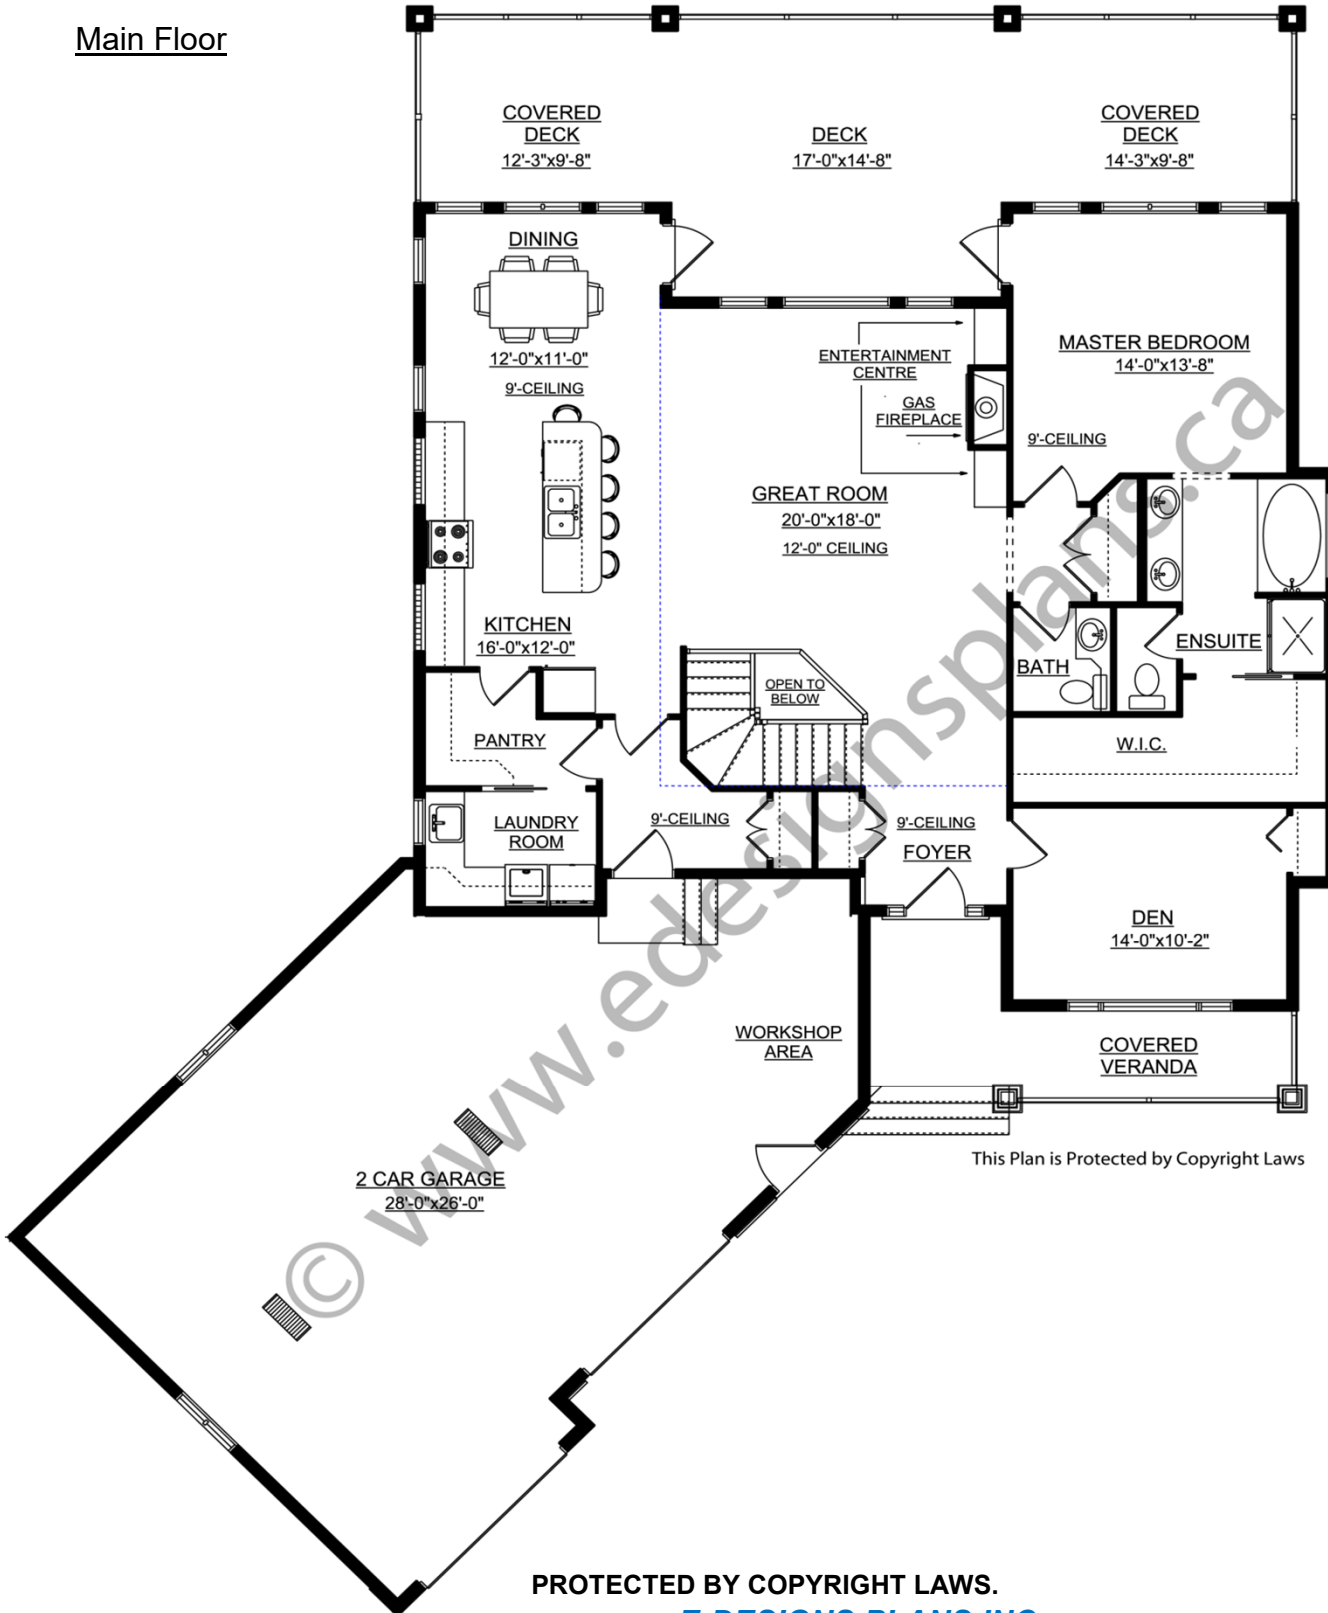 Main Floor
COVERED
DECK
12'-3"x9'-8"
DECK
17'-0"x14'-8"
COVERED
DECK
14'-3"x9'-8"
DINING
12'-0"x11'-0"
9'-CEILING
ENTERTAINMENT
CENTRE
GAS
FIREPLACE
MASTER BEDROOM
14'-0"x13'-8"
9'-CEILING
GREAT ROOM
20'-0"x18'-0"
12'-0" CEILING
KITCHEN
16'-0"x12'-0"
OPEN TO
BELOW
BATH
ENSUITE
PANTRY
W.I.C.
LAUNDRY
ROOM
9'-CEILING
9'-CEILING
FOYER
DEN
14'-0"x10'-2"
WORKSHOP
AREA
COVERED
VERANDA
This Plan is Protected by Copyright Laws
2 CAR GARAGE
28'-0"x26'-0"
© www.edesignsplans.ca
PROTECTED BY COPYRIGHT LAWS.
E-DESIGNS PLANS INC.